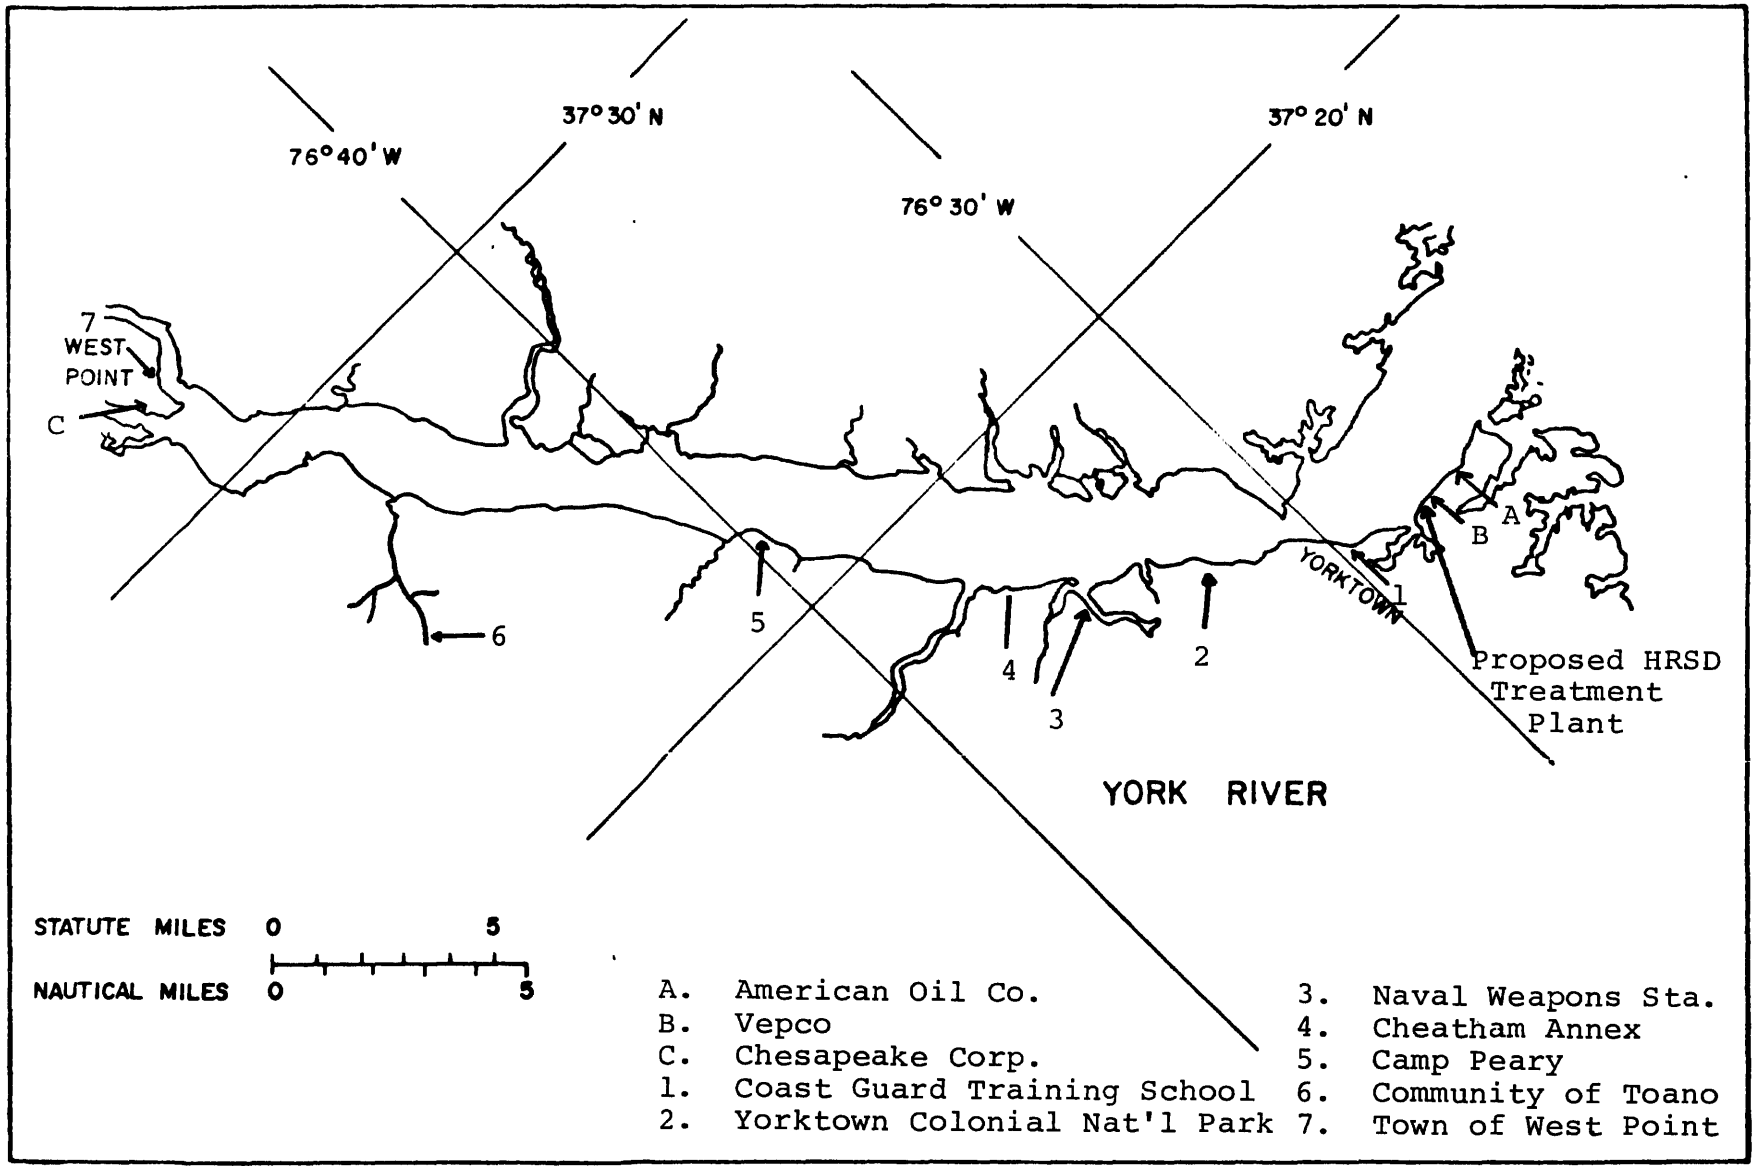 37° 30' N
37° 20' N
76° 40' W
76° 30' W
7
WEST
POINT
C
A
B
YORKTOWN
1
5
6
4
2
3
Proposed HRSD
Treatment
Plant
YORK RIVER
STATUTE MILES 0 5
NAUTICAL MILES 0 5
A. American Oil Co.
B. Vepco
C. Chesapeake Corp.
1. Coast Guard Training School
2. Yorktown Colonial Nat'l Park
3. Naval Weapons Sta.
4. Cheatham Annex
5. Camp Peary
6. Community of Toano
7. Town of West Point